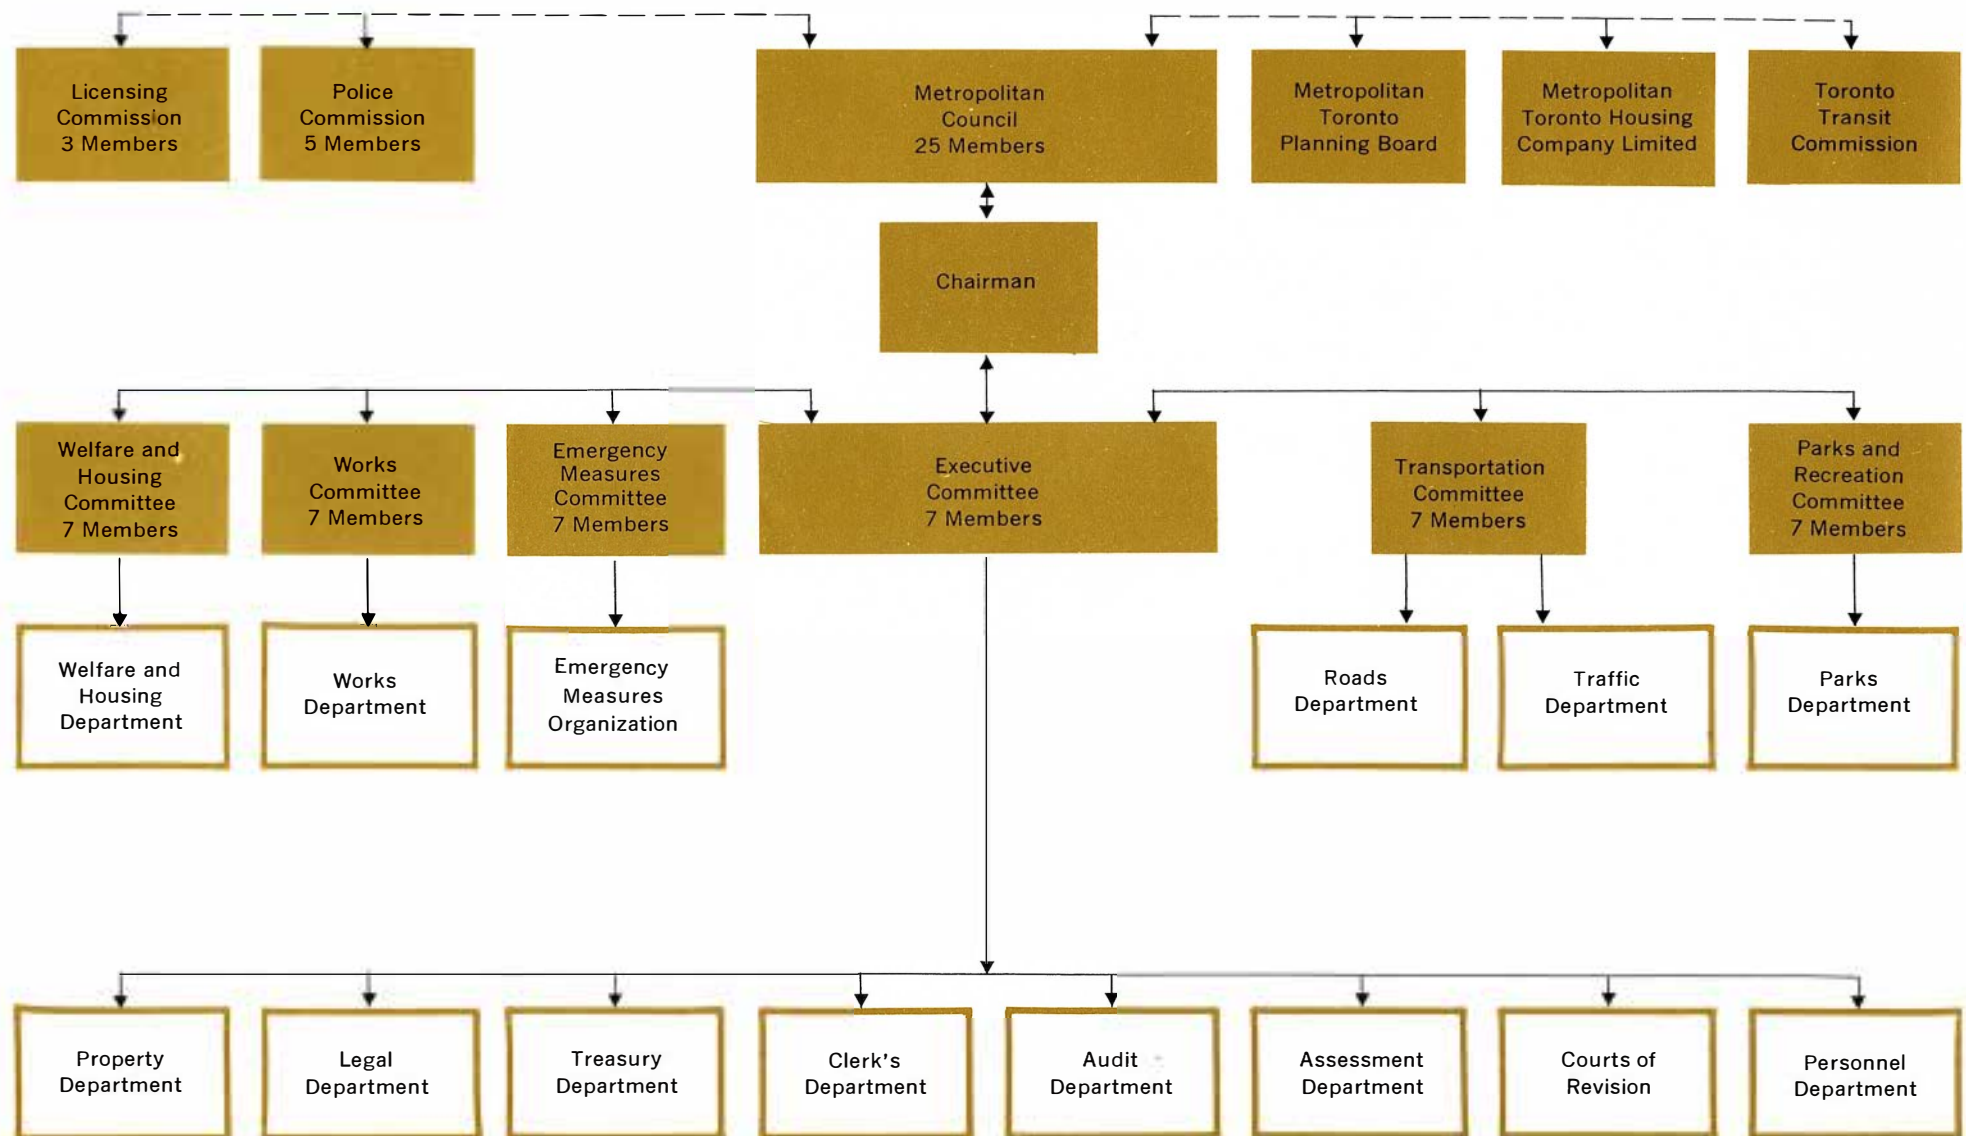 Licensing
Commission
3 Members
Police
Commission
5 Members
Metropolitan
Council
25 Members
Metropolitan
Toronto
Planning Board
Metropolitan
Toronto Housing
Company Limited
Toronto
Transit
Commission
Chairman
Welfare and
Housing
Committee
7 Members
Works
Committee
7 Members
Emergency
Measures
Committee
7 Members
Executive
Committee
7 Members
Transportation
Committee
7 Members
Parks and
Recreation
Committee
7 Members
Welfare and
Housing
Department
Works
Department
Emergency
Measures
Organization
Roads
Department
Traffic
Department
Parks
Department
Property
Department
Legal
Department
Treasury
Department
Clerk's
Department
Audit
Department
Assessment
Department
Courts of
Revision
Personnel
Department